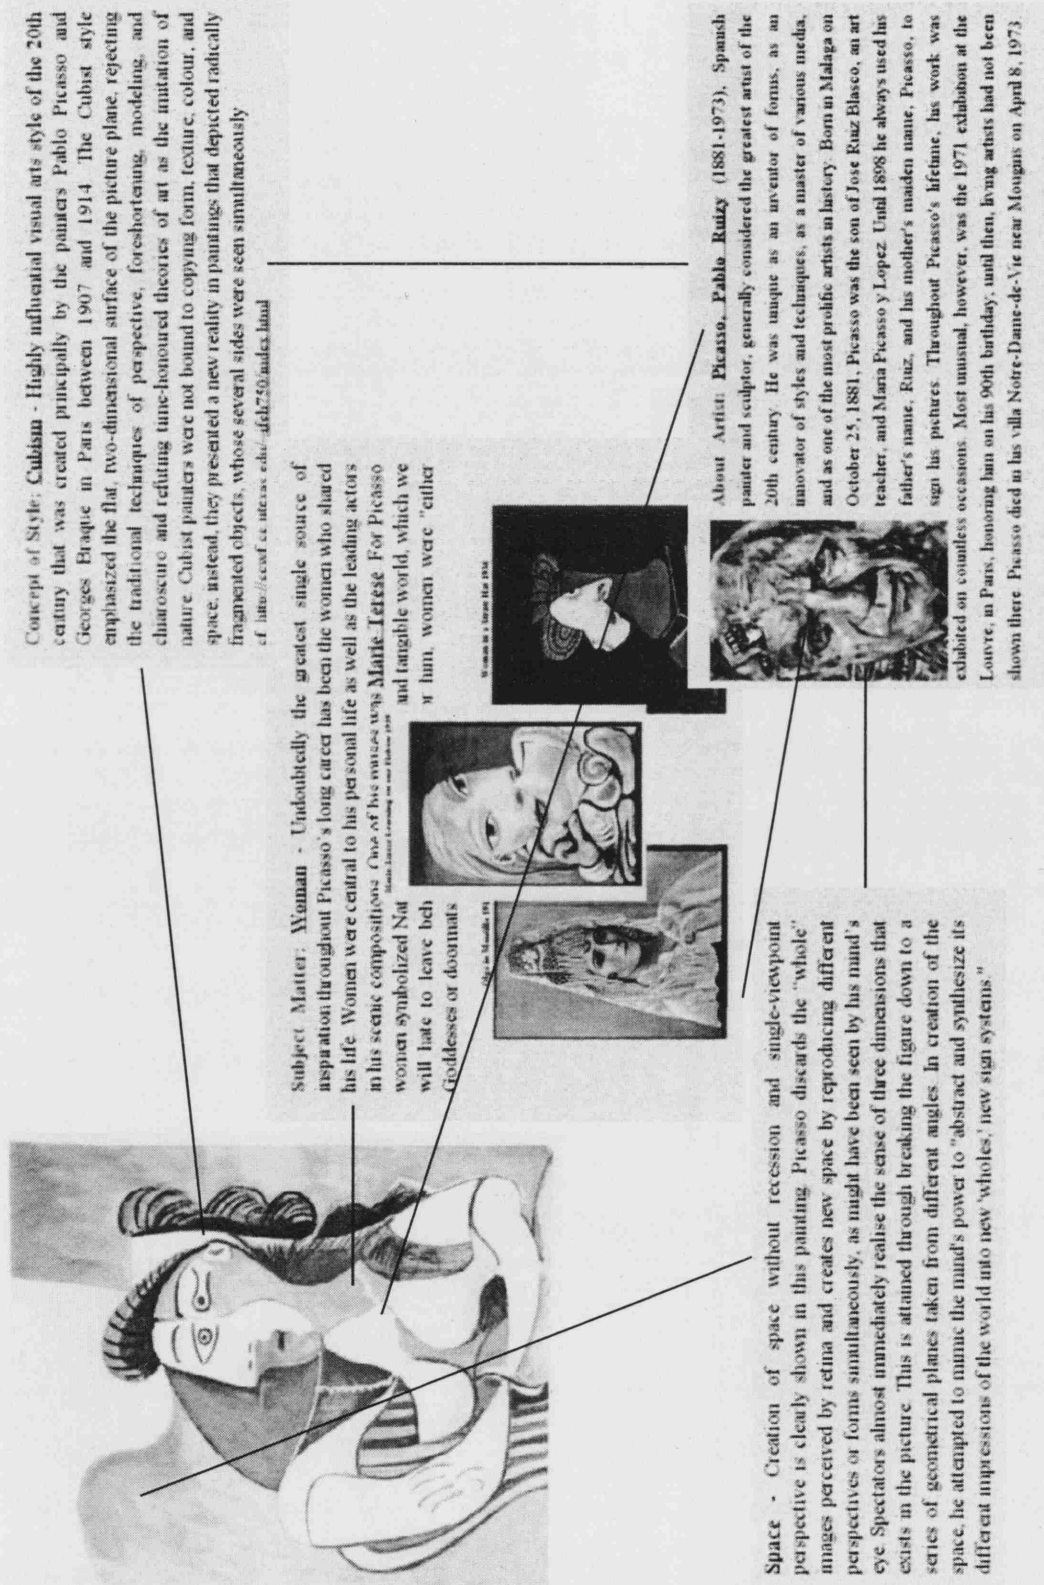 Concept of Style: Cubism - Highly influential visual arts style of the 20th
century that was created principally by the painters Pablo Picasso and
Georges Braque in Paris between 1907 and 1914. The Cubist style
emphasized the flat, two-dimensional surface of the picture plane, rejecting
the traditional techniques of perspective, foreshortening, modeling, and
chiaroscuro and refuting time-honoured theories of art as the imitation of
nature. Cubist painters were not bound to copying form, texture, colour, and
space, instead, they presented a new reality in paintings that depicted radically
fragmented objects, whose several sides were seen simultaneously
cf http://ccwf.cc.utexas.edu/~ifeh750/index.html
Subject Matter: Woman - Undoubtedly the greatest single source of
inspiration throughout Picasso's long career has been the women who shared
his life. Women were central to his personal life as well as the leading actors
in his scenic compositions. One of his muses was Marie-Terese. For Picasso
women symbolized Nat
and tangible world, which we
will hate to leave beh
or him, women were "either
Goddesses or doormats
Olga in Mantilla 191
Woman in a
Hat 1934
About Artist: Picasso, Pablo Ruizy (1881-1973), Spanish
painter and sculptor, generally considered the greatest artist of the
20th century. He was unique as an inventor of forms, as an
innovator of styles and techniques, as a master of various media,
and as one of the most prolific artists in history. Born in Malaga on
October 25, 1881, Picasso was the son of Jose Ruiz Blasco, an art
teacher, and Maria Picasso y Lopez. Until 1898 he always used his
father's name, Ruiz, and his mother's maiden name, Picasso, to
sign his pictures. Throughout Picasso's lifetime, his work was
exhibited on countless occasions. Most unusual, however, was the 1971 exhibition at the
Louvre, in Paris, honoring him on his 90th birthday, until then, living artists had not been
shown there. Picasso died in his villa Notre-Dame-de-Vie near Mougins on April 8, 1973
Space - Creation of space without recession and single-viewpoint
perspective is clearly shown in this painting. Picasso discards the "whole"
images perceived by retina and creates new space by reproducing different
perspectives or forms simultaneously, as might have been seen by his mind's
eye. Spectators almost immediately realise the sense of three dimensions that
exists in the picture. This is attained through breaking the figure down to a
series of geometrical planes taken from different angles. In creation of the
space, he attempted to mimic the mind's power to "abstract and synthesize its
different impressions of the world into new 'wholes,' new sign systems."